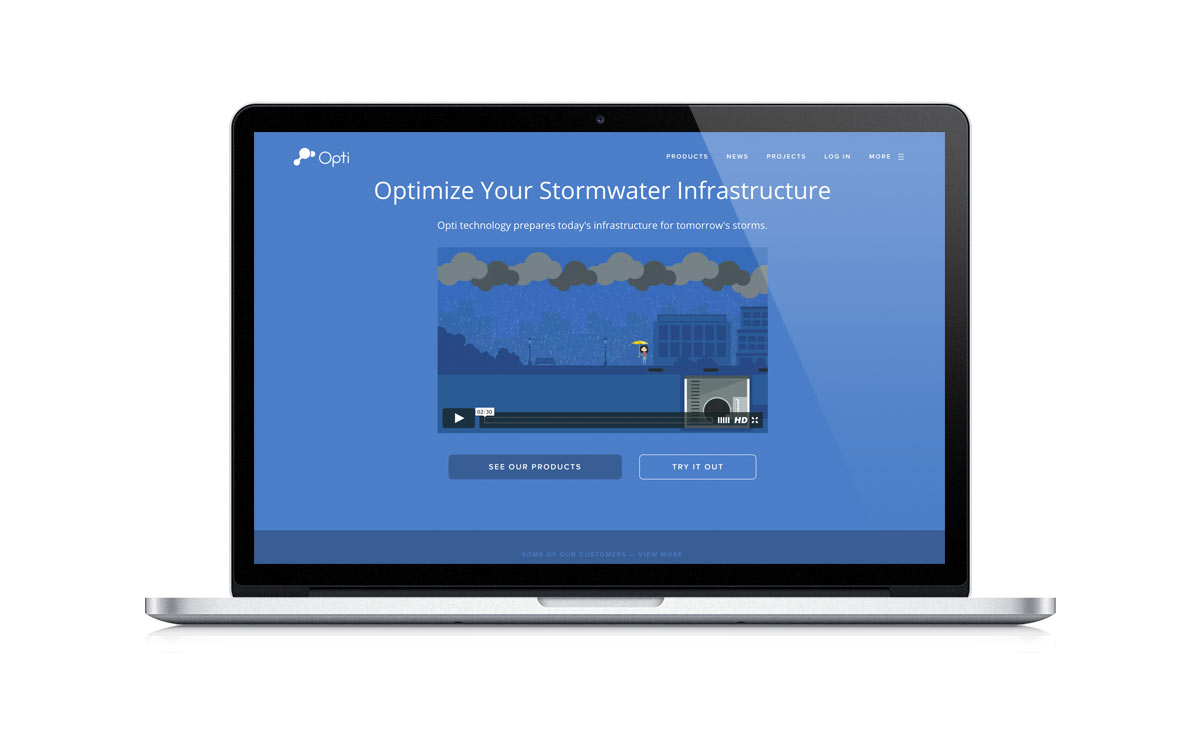 Opti
PRODUCTS NEWS PROJECTS LOG IN MORE
Optimize Your Stormwater Infrastructure
Opti technology prepares today's infrastructure for tomorrow's storms.
02:30
HD
SEE OUR PRODUCTS TRY IT OUT
SOME OF OUR CUSTOMERS — VIEW MORE